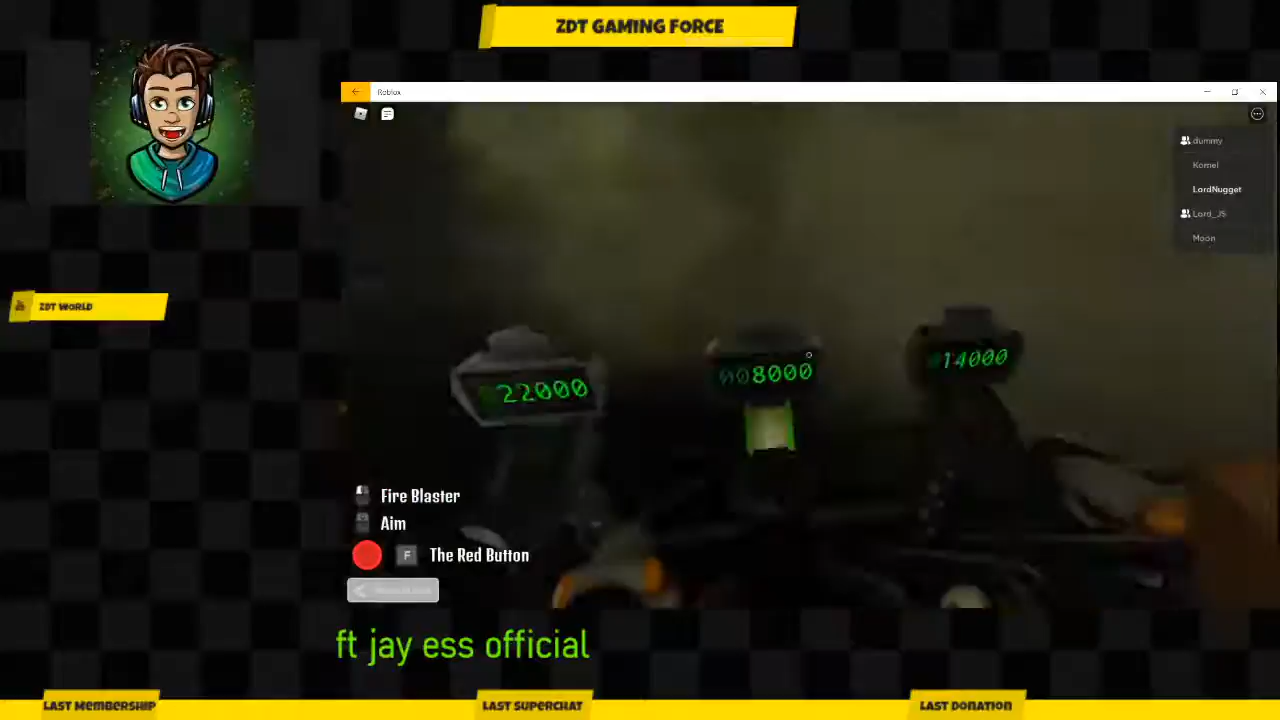 ZDT GAMING FORCE
Roblox
dummy
Komel
LordNugget
Lord_JS
Moon
ZDT WORLD
22000
008000
14000
Fire Blaster
Aim
F The Red Button
ft jay ess official
LAST MEMBERSHIP
LAST SUPERCHAT
LAST DONATION